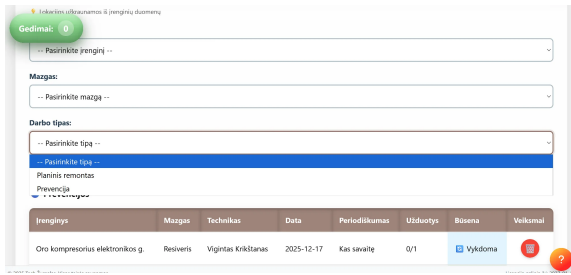 Gedimai: 0
-- Pasirinkite įrenginį --
Mazgas:
-- Pasirinkite mazgą --
Darbo tipas:
-- Pasirinkite tipą --
-- Pasirinkite tipą --
Planinis remontas
Prevencija
Įrenginys Mazgas Technikas Data Periodiškumas Užduotys Būsena Veiksmai
Oro kompresorius elektronikos g. Resiveris Vigintas Krikštanas 2025-12-17 Kas savaitę 0/1 Vykdoma
?